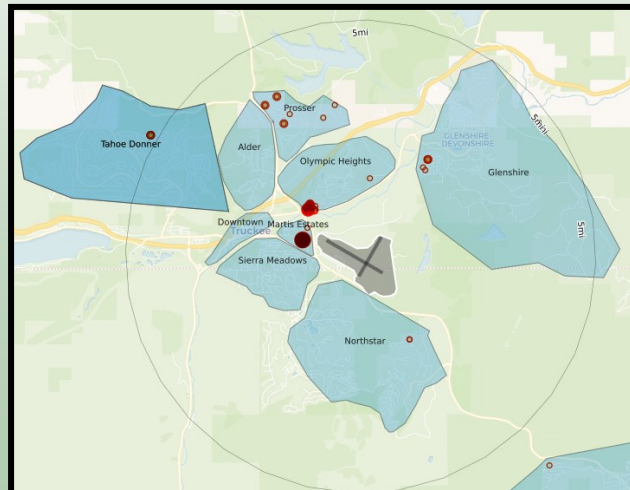 5mi
Prosser
GLENSHIRE
DEVONSHIRE
5mi
Tahoe Donner
Alder
Olympic Heights
Glenshire
Downtown
Martis Estates
Truckee
5mi
Sierra Meadows
Northstar